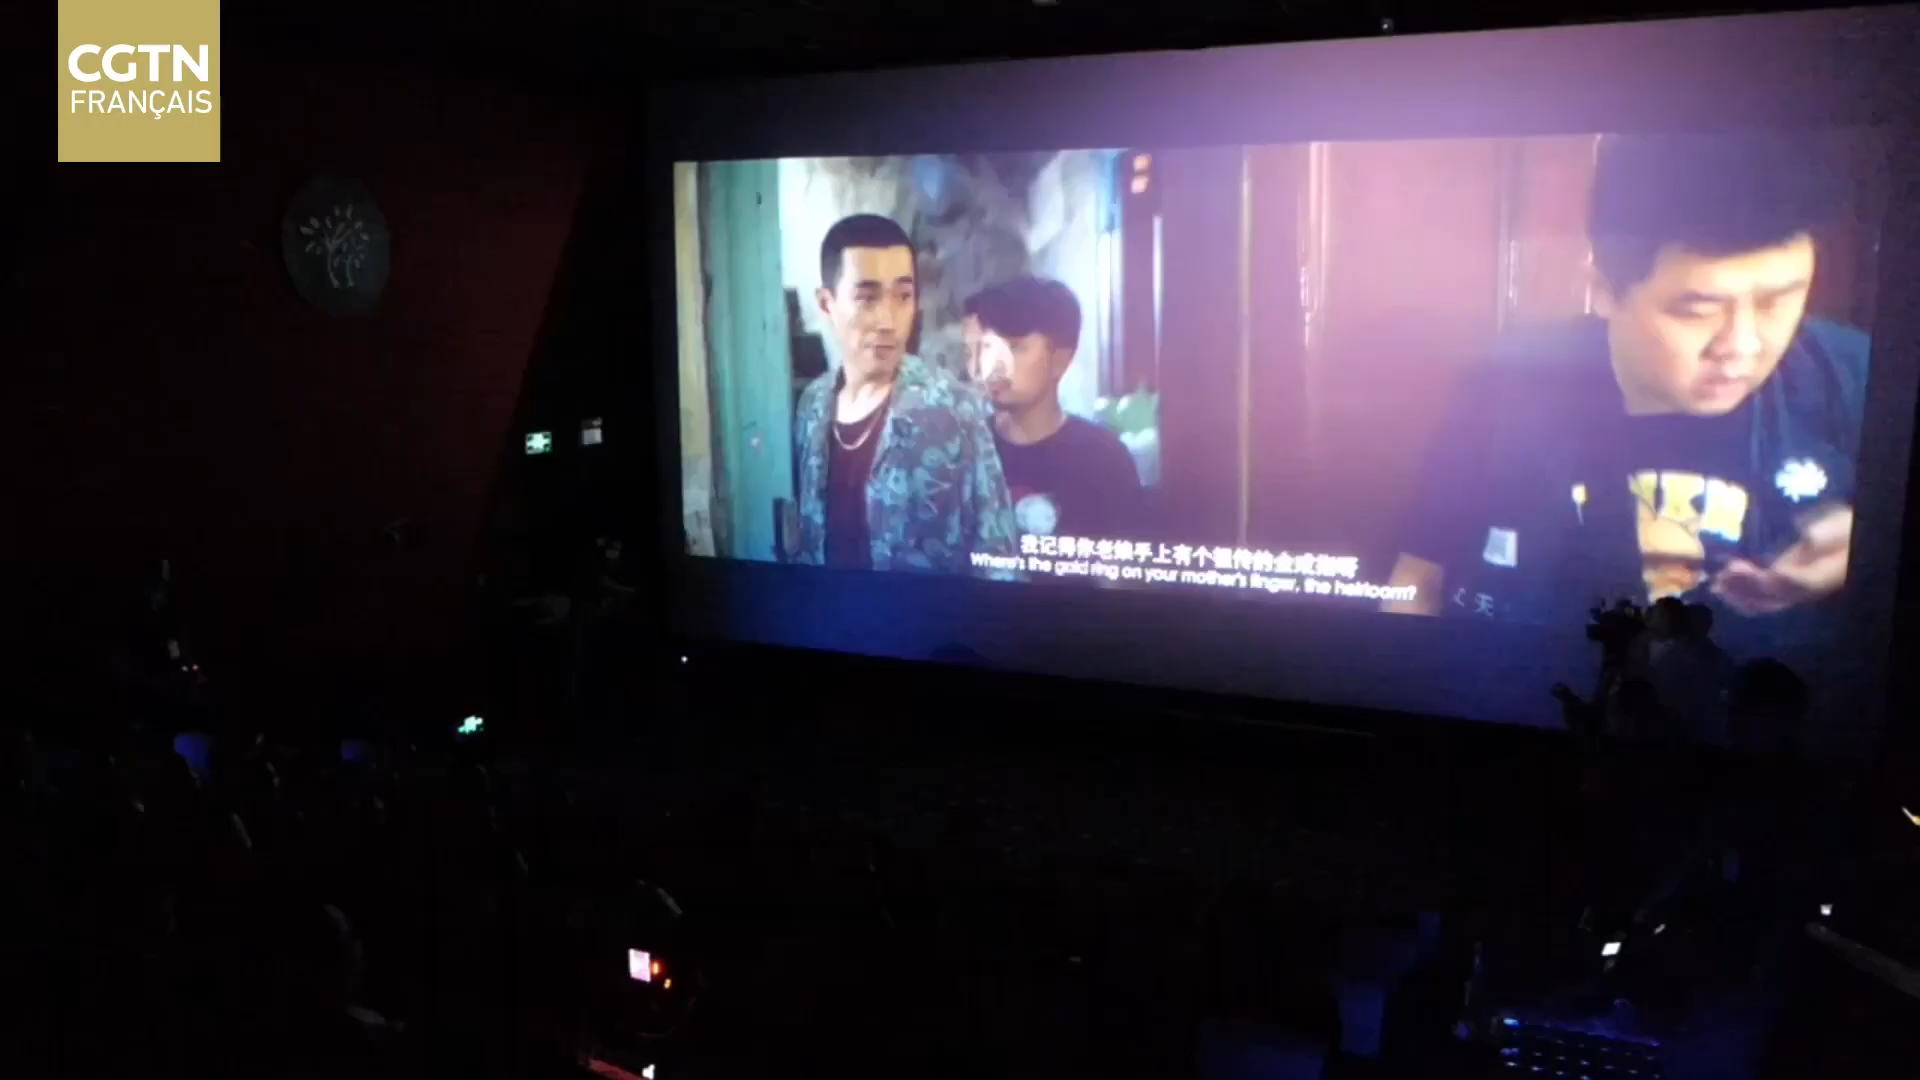 CGTN
FRANÇAIS
我记得你老娘手上有个祖传的金戒指呀
Where's the gold ring on your mother's finger, the heirloom?
天